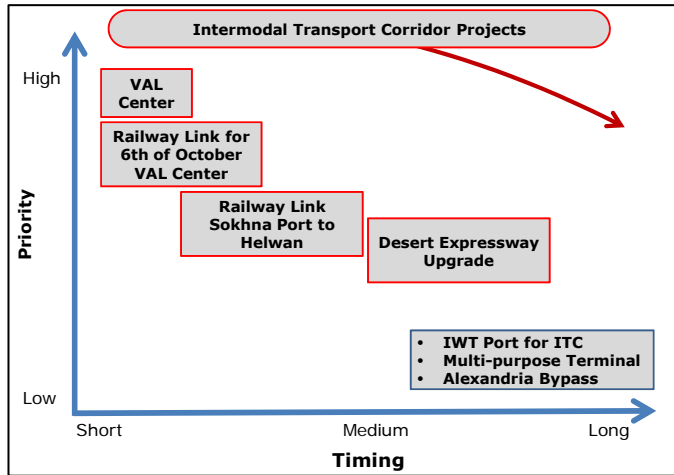 Intermodal Transport Corridor Projects
High
VAL
Center
Railway Link for
6th of October
VAL Center
Railway Link
Sokhna Port to
Helwan
Desert Expressway
Upgrade
Priority
• IWT Port for ITC
• Multi-purpose Terminal
• Alexandria Bypass
Low
Short
Medium
Long
Timing